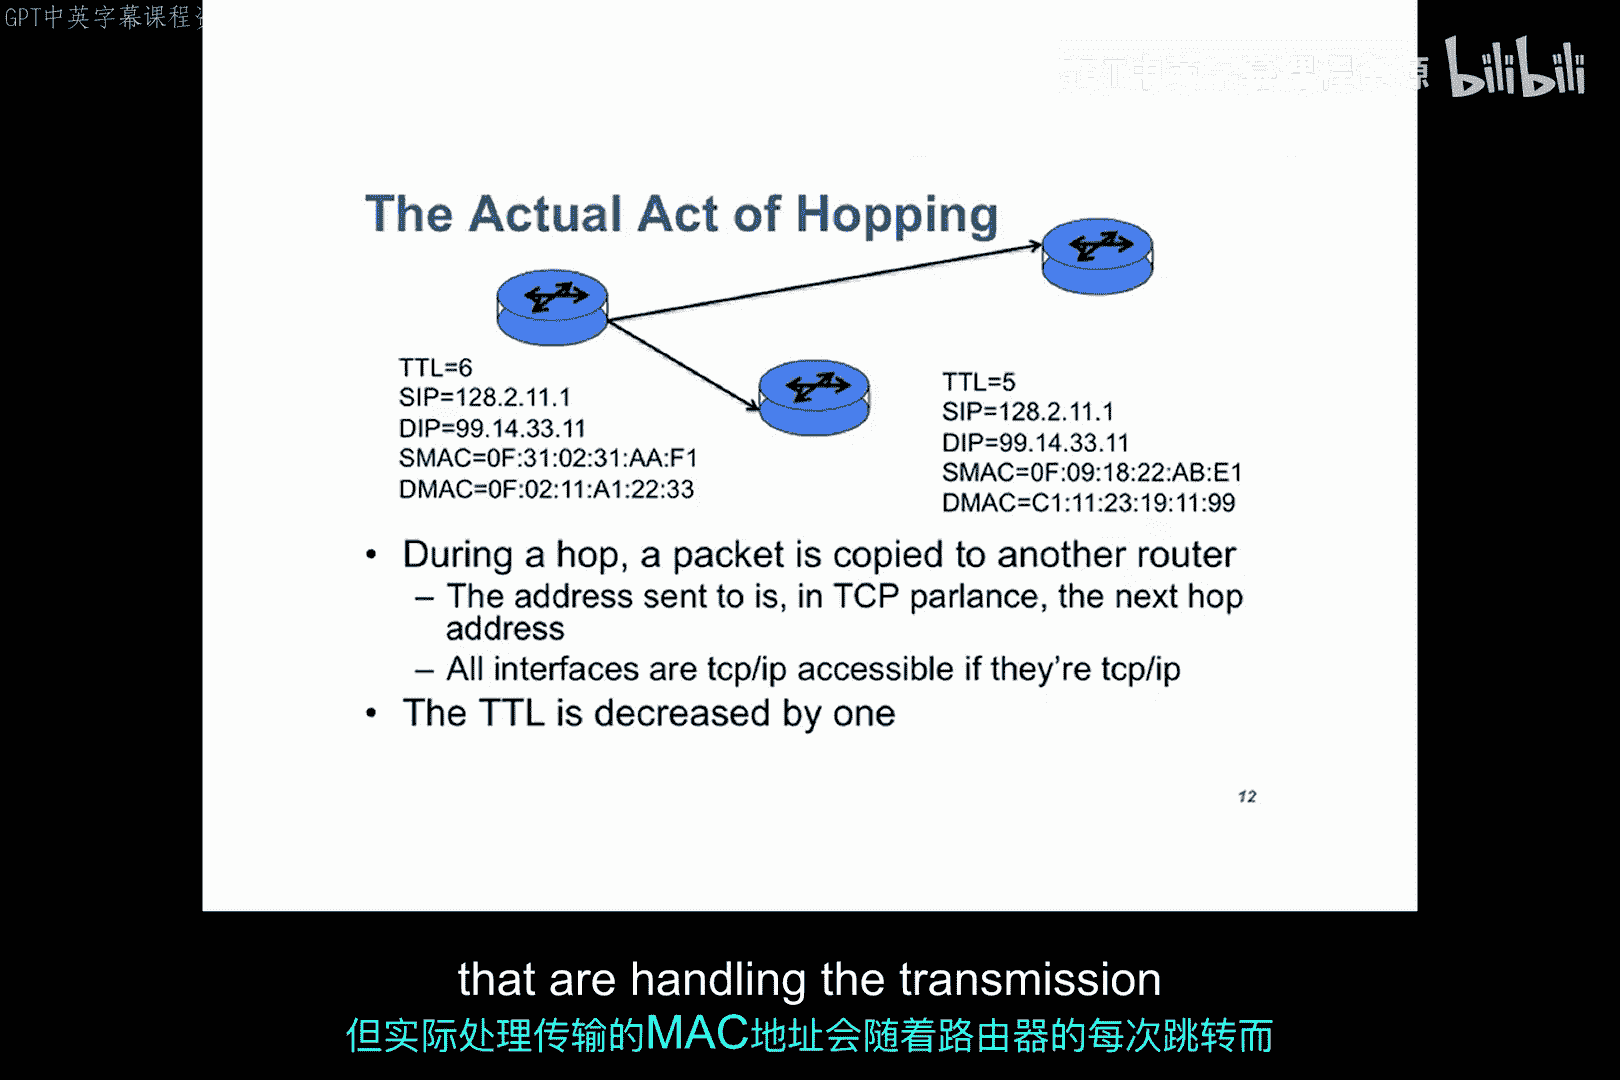 GPT中英字幕课程资
bilibili
The Actual Act of Hopping
TTL=6
SIP=128.2.11.1
DIP=99.14.33.11
SMAC=0F:31:02:31:AA:F1
DMAC=0F:02:11:A1:22:33
TTL=5
SIP=128.2.11.1
DIP=99.14.33.11
SMAC=0F:09:18:22:AB:E1
DMAC=C1:11:23:19:11:99
• During a hop, a packet is copied to another router
– The address sent to is, in TCP parlance, the next hop
address
– All interfaces are tcp/ip accessible if they’re tcp/ip
• The TTL is decreased by one
12
that are handling the transmission
但实际处理传输的MAC地址会随着路由器的每次跳转而